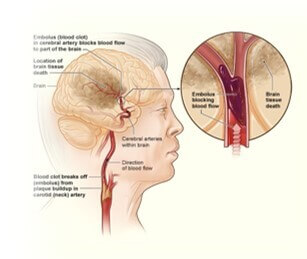 Embolus (blood clot)
in cerebral artery blocks blood flow
to part of the brain
Location of
brain tissue
death
Brain
Cerebral arteries
within brain
Direction
of blood flow
Blood clot breaks off
(embolus) from
plaque buildup in
carotid (neck) artery
Embolus
blocking
blood flow
Brain
tissue
death